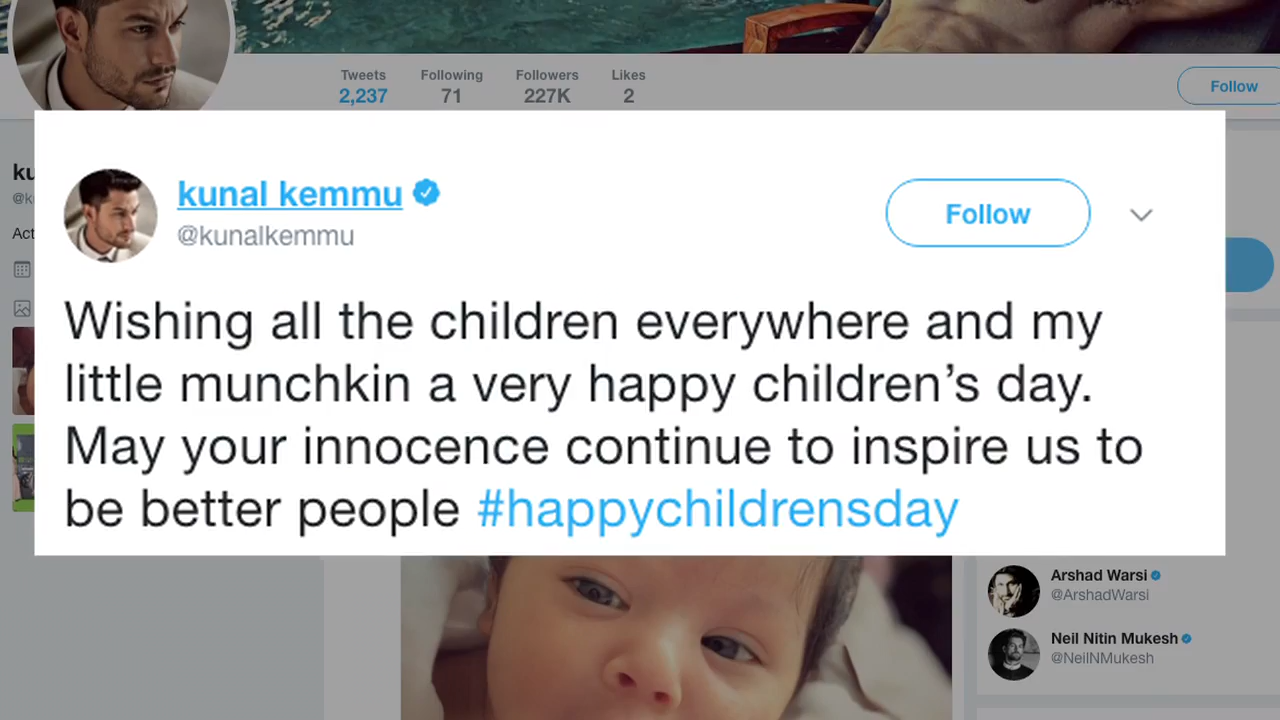 Tweets Following Followers Likes
2,237 71 227K 2
Follow
ku
@k
Act
kunal kemmu
@kunalkemmu
Follow
Wishing all the children everywhere and my
little munchkin a very happy children’s day.
May your innocence continue to inspire us to
be better people #happychildrensday
Arshad Warsi
@ArshadWarsi
Neil Nitin Mukesh
@NeilNMukesh